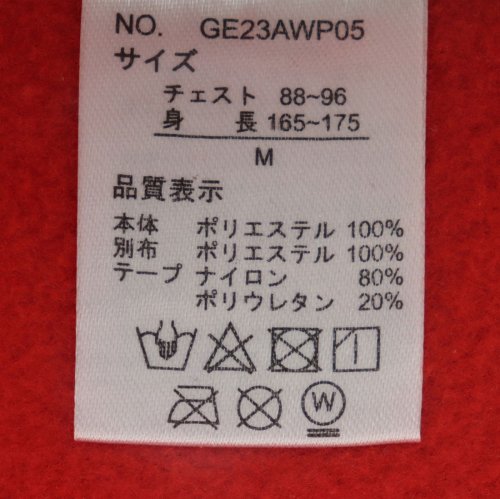 NO. GE23AWP05
サイズ
チェスト 88~96
身長 165~175
M
品質表示
本体 ポリエステル 100%
別布 ポリエステル 100%
テープ ナイロン 80%
ポリウレタン 20%
W